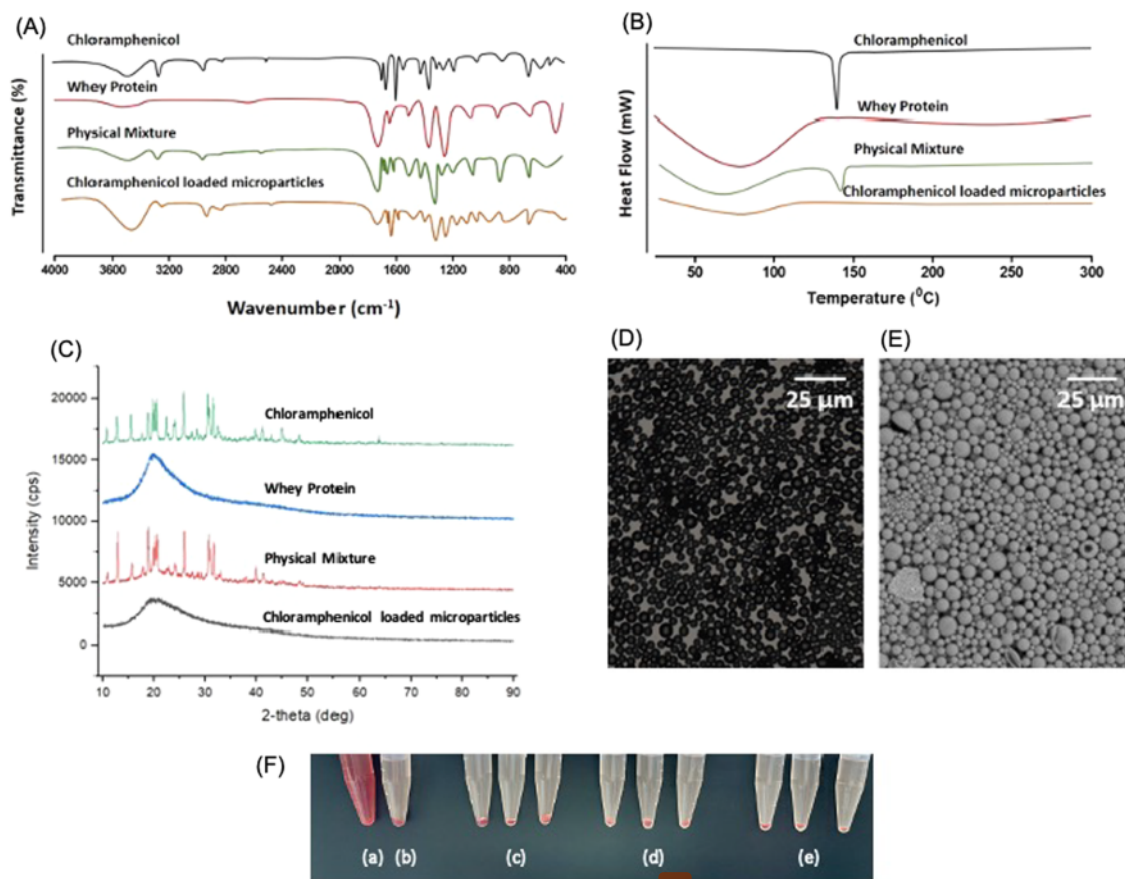 (A)
Chloramphenicol
Whey Protein
Physical Mixture
Chloramphenicol loaded microparticles
Transmittance (%)
4000 3600 3200 2800 2400 2000 1600 1200 800 400
Wavenumber (cm⁻¹)
(B)
Chloramphenicol
Whey Protein
Physical Mixture
Chloramphenicol loaded microparticles
Heat Flow (mW)
50 100 150 200 250 300
Temperature (⁰C)
(C)
20000
15000
10000
5000
0
Intensity (cps)
Chloramphenicol
Whey Protein
Physical Mixture
Chloramphenicol loaded microparticles
10 20 30 40 50 60 70 80 90
2-theta (deg)
(D)
25 µm
(E)
25 µm
(F)
(a) (b) (c) (d) (e)